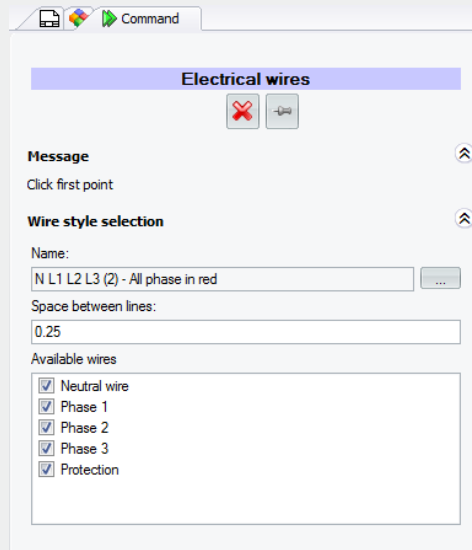 Command
Electrical wires
Message
Click first point
Wire style selection
Name:
N L1 L2 L3 (2) - All phase in red
...
Space between lines:
0.25
Available wires
Neutral wire
Phase 1
Phase 2
Phase 3
Protection